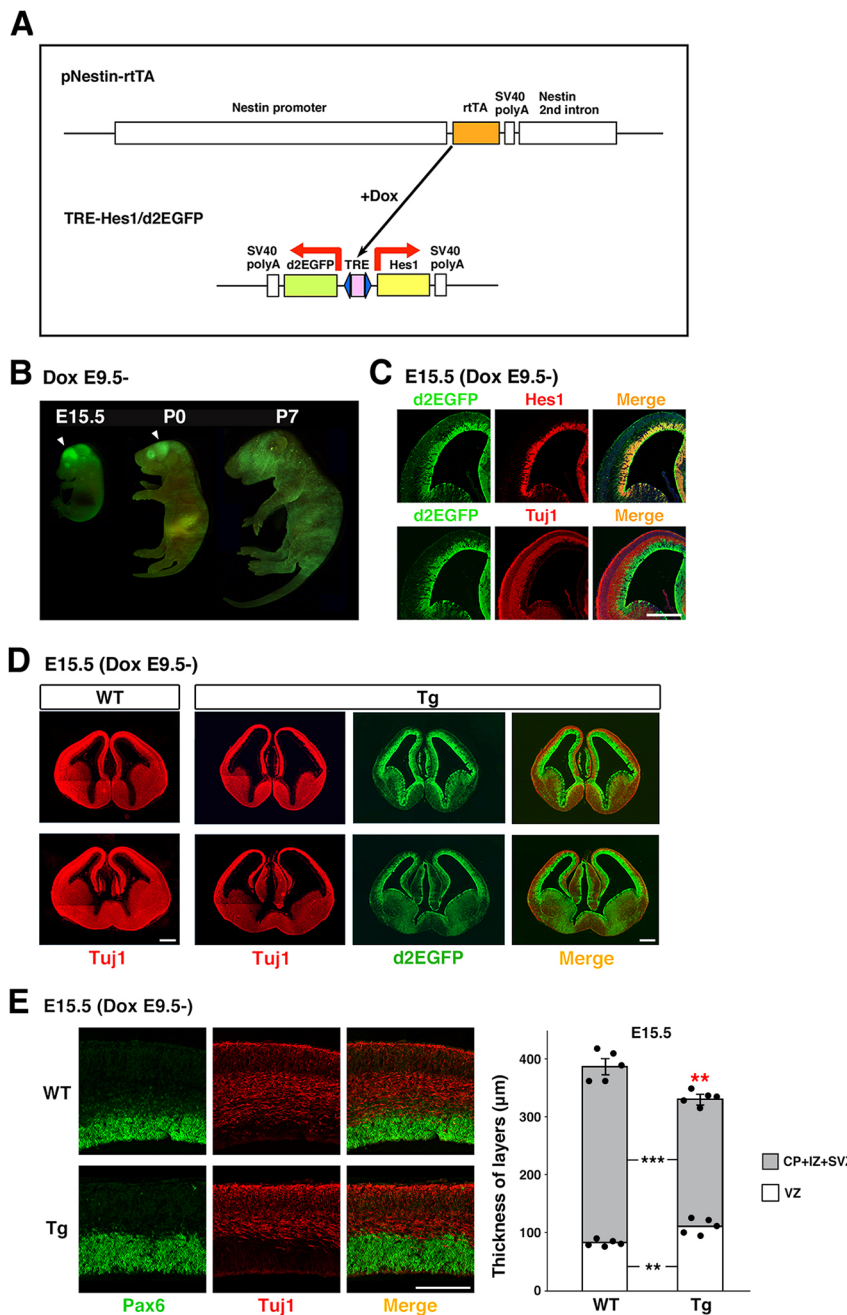 A
pNestin-rtTA
Nestin promoter
rtTA
SV40
polyA
Nestin
2nd intron
+Dox
TRE-Hes1/d2EGFP
SV40
polyA
d2EGFP
TRE
Hes1
SV40
polyA
B Dox E9.5-
E15.5 P0 P7
C E15.5 (Dox E9.5-)
d2EGFP Hes1 Merge
d2EGFP Tuj1 Merge
D E15.5 (Dox E9.5-)
WT Tg
Tuj1 Tuj1 d2EGFP Merge
E E15.5 (Dox E9.5-)
WT
Tg
Pax6 Tuj1 Merge
E15.5
Thickness of layers (µm)
400
300
200
100
0
**
***
**
WT Tg
CP+IZ+SVZ
VZ